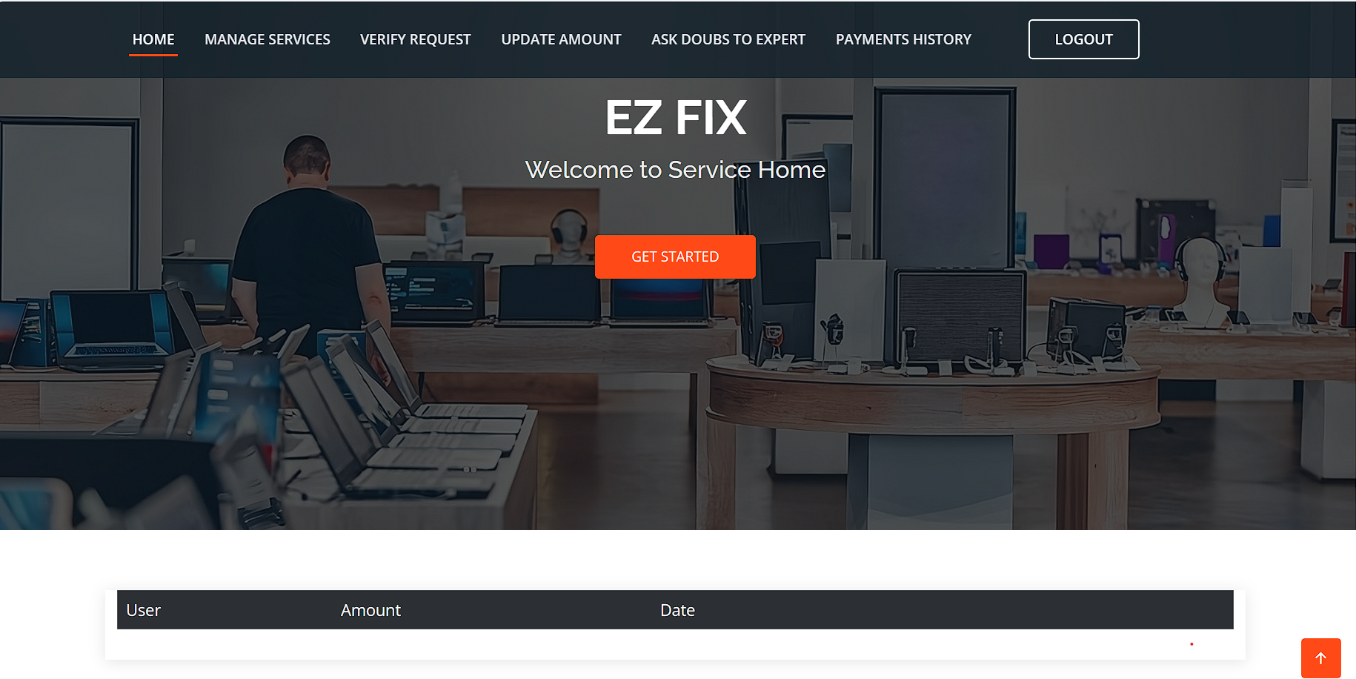 HOME MANAGE SERVICES VERIFY REQUEST UPDATE AMOUNT ASK DOUBS TO EXPERT PAYMENTS HISTORY LOGOUT
EZ FIX
Welcome to Service Home
GET STARTED
User Amount Date